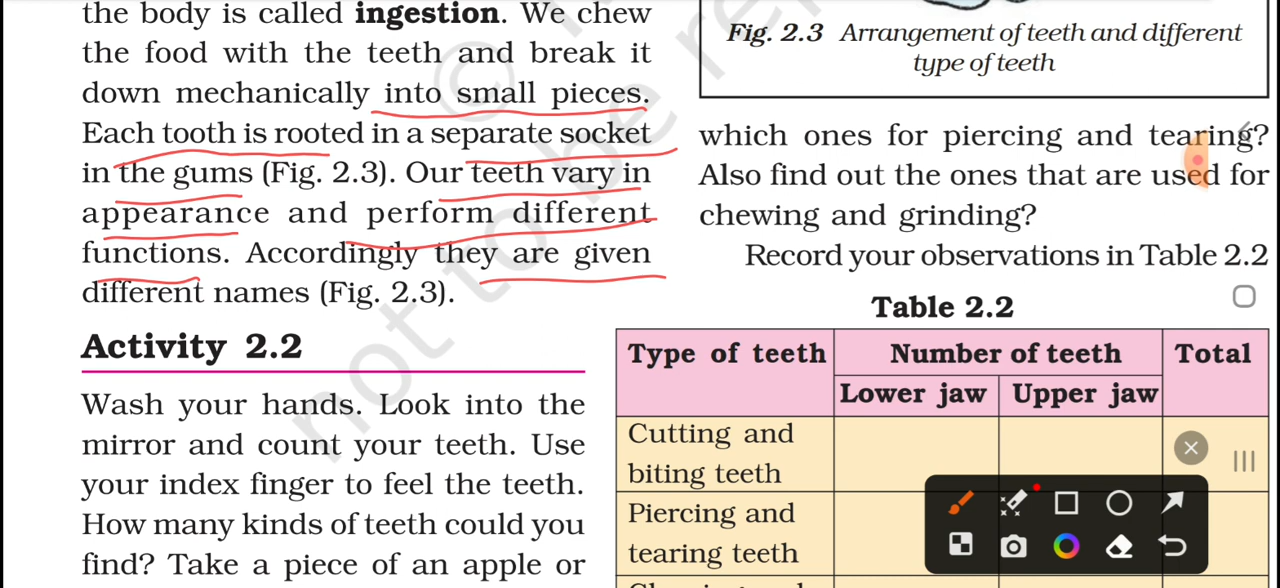 the body is called ingestion. We chew
the food with the teeth and break it
down mechanically into small pieces.
Each tooth is rooted in a separate socket
in the gums (Fig. 2.3). Our teeth vary in
appearance and perform different
functions. Accordingly they are given
different names (Fig. 2.3).
Activity 2.2
Wash your hands. Look into the
mirror and count your teeth. Use
your index finger to feel the teeth.
How many kinds of teeth could you
find? Take a piece of an apple or
Fig. 2.3 Arrangement of teeth and different
type of teeth
which ones for piercing and tearing?
Also find out the ones that are used for
chewing and grinding?
Record your observations in Table 2.2
Table 2.2
Type of teeth Number of teeth Total
Lower jaw Upper jaw
Cutting and
biting teeth
Piercing and
tearing teeth
not to be re